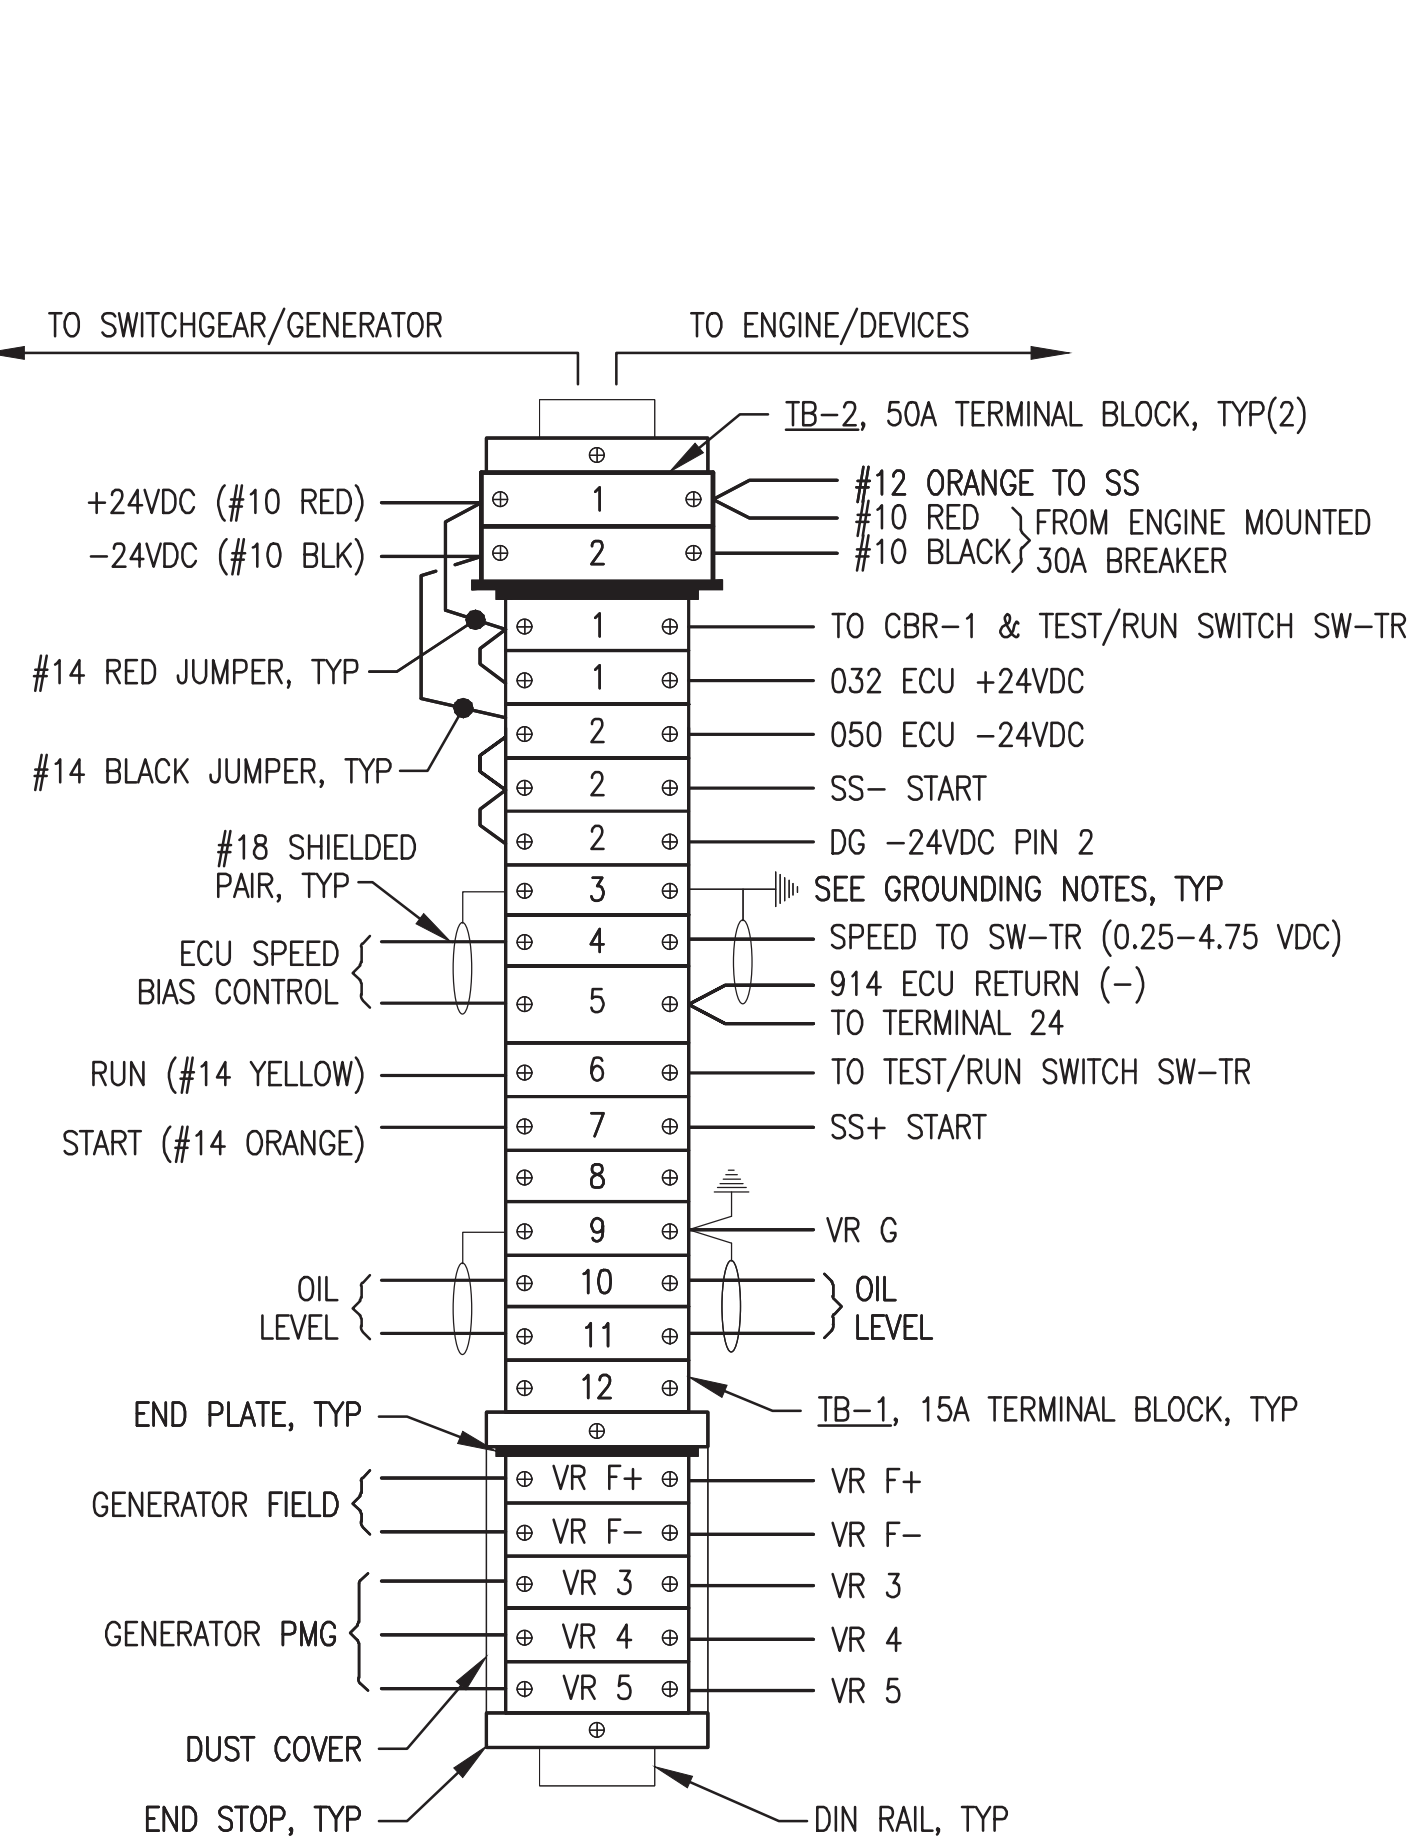 TO SWITCHGEAR/GENERATOR
TO ENGINE/DEVICES
TB-2, 50A TERMINAL BLOCK, TYP(2)
+24VDC (#10 RED)
1
#12 ORANGE TO SS
#10 RED
FROM ENGINE MOUNTED
-24VDC (#10 BLK)
2
#10 BLACK
30A BREAKER
1
TO CBR-1 & TEST/RUN SWITCH SW-TR
#14 RED JUMPER, TYP
1
032 ECU +24VDC
2
050 ECU -24VDC
#14 BLACK JUMPER, TYP
2
SS- START
2
DG -24VDC PIN 2
#18 SHIELDED
PAIR, TYP
3
SEE GROUNDING NOTES, TYP
ECU SPEED
BIAS CONTROL
4
SPEED TO SW-TR (0.25-4.75 VDC)
5
914 ECU RETURN (-)
TO TERMINAL 24
RUN (#14 YELLOW)
6
TO TEST/RUN SWITCH SW-TR
START (#14 ORANGE)
7
SS+ START
8
9
VR G
OIL
LEVEL
10
11
OIL
LEVEL
12
TB-1, 15A TERMINAL BLOCK, TYP
END PLATE, TYP
GENERATOR FIELD
VR F+
VR F+
VR F-
VR F-
GENERATOR PMG
VR 3
VR 3
VR 4
VR 4
VR 5
VR 5
DUST COVER
END STOP, TYP
DIN RAIL, TYP